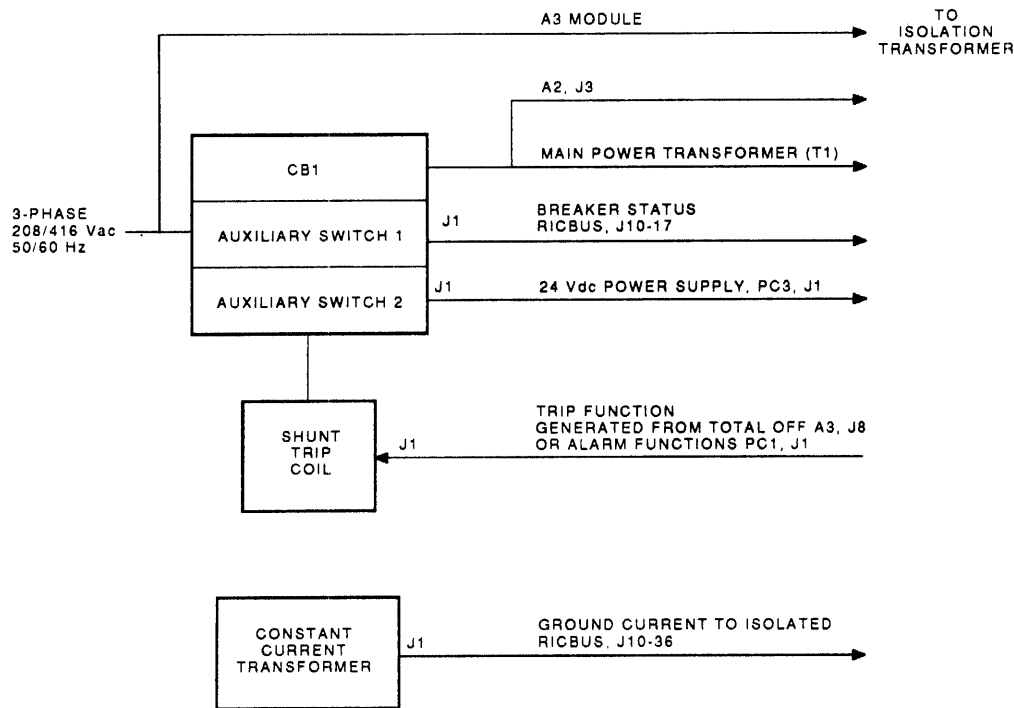 A3 MODULE
TO
ISOLATION
TRANSFORMER
A2, J3
CB1
MAIN POWER TRANSFORMER (T1)
3-PHASE
208/416 Vac
50/60 Hz
AUXILIARY SWITCH 1
J1
BREAKER STATUS
RICBUS, J10-17
AUXILIARY SWITCH 2
J1
24 Vdc POWER SUPPLY, PC3, J1
SHUNT
TRIP
COIL
J1
TRIP FUNCTION
GENERATED FROM TOTAL OFF A3, J8
OR ALARM FUNCTIONS PC1, J1
CONSTANT
CURRENT
TRANSFORMER
J1
GROUND CURRENT TO ISOLATED
RICBUS, J10-36